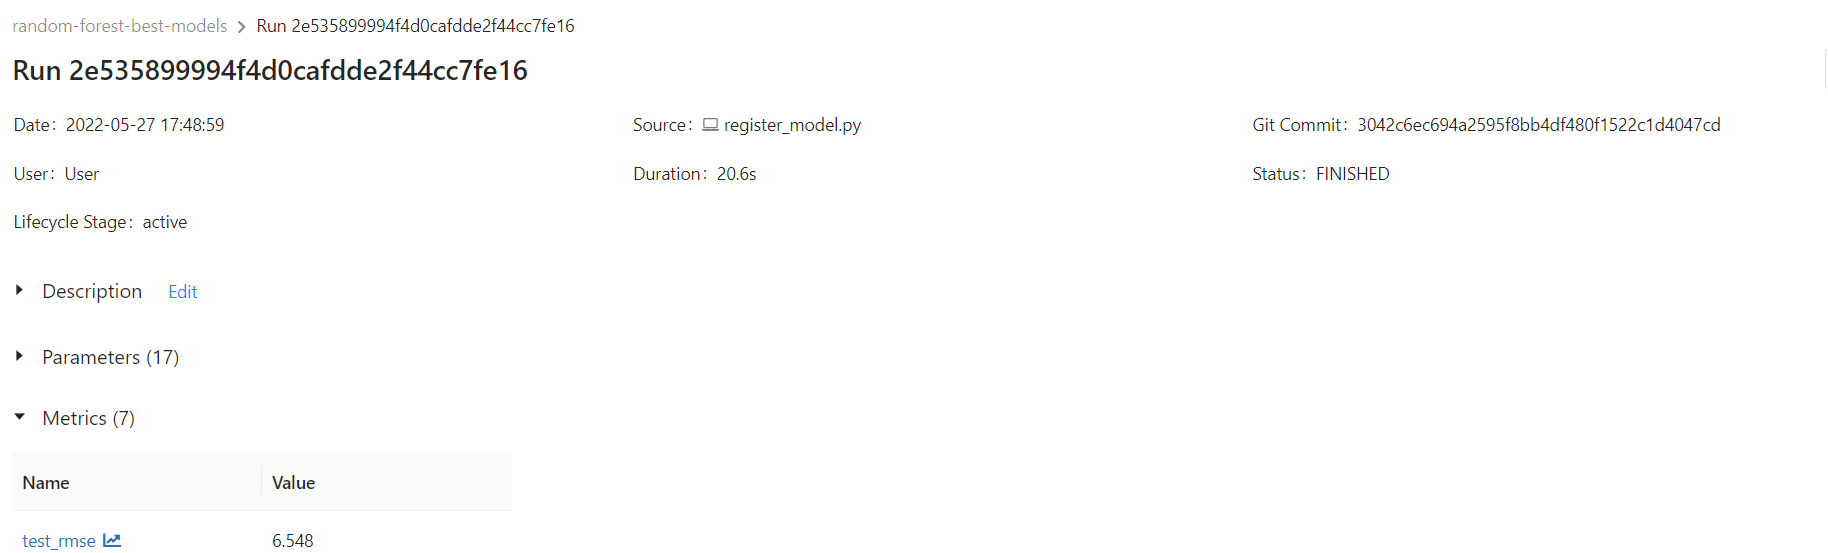 random-forest-best-models > Run 2e535899994f4d0cafdde2f44cc7fe16
Run 2e535899994f4d0cafdde2f44cc7fe16
Date: 2022-05-27 17:48:59
Source: register_model.py
Git Commit: 3042c6ec694a2595f8bb4df480f1522c1d4047cd
User: User
Duration: 20.6s
Status: FINISHED
Lifecycle Stage: active
Description Edit
Parameters (17)
Metrics (7)
Name Value
test_rmse 6.548